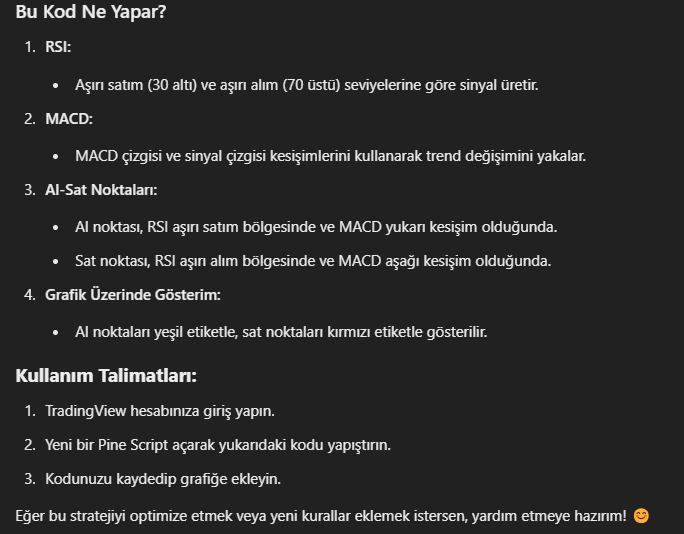 Bu Kod Ne Yapar?
1. RSI:
• Aşırı satım (30 altı) ve aşırı alım (70 üstü) seviyelerine göre sinyal üretir.
2. MACD:
• MACD çizgisi ve sinyal çizgisi kesişimlerini kullanarak trend değişimini yakalar.
3. Al-Sat Noktaları:
• Al noktası, RSI aşırı satım bölgesinde ve MACD yukarı kesişim olduğunda.
• Sat noktası, RSI aşırı alım bölgesinde ve MACD aşağı kesişim olduğunda.
4. Grafik Üzerinde Gösterim:
• Al noktaları yeşil etiketle, sat noktaları kırmızı etiketle gösterilir.
Kullanım Talimatları:
1. TradingView hesabınıza giriş yapın.
2. Yeni bir Pine Script açarak yukarıdaki kodu yapıştırın.
3. Kodunuzu kaydedip grafiğe ekleyin.
Eğer bu stratejiyi optimize etmek veya yeni kurallar eklemek istersen, yardım etmeye hazırım! 😊